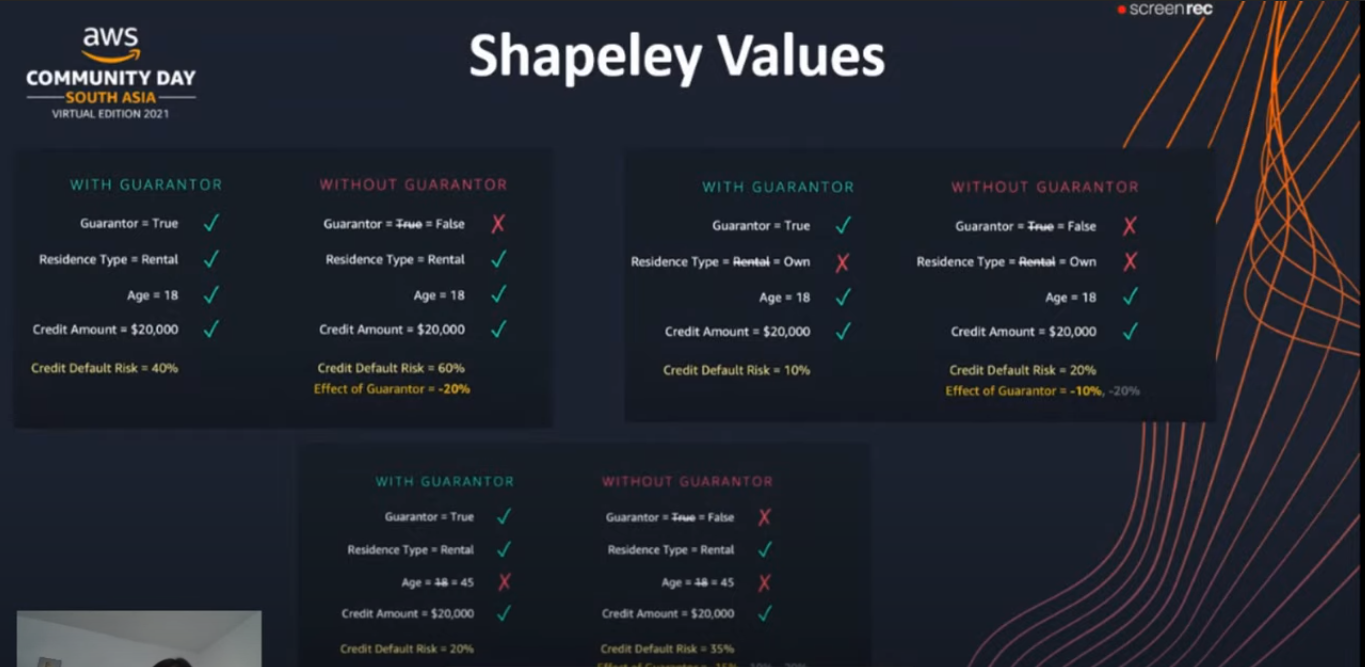 screenrec
aws
COMMUNITY DAY
SOUTH ASIA
VIRTUAL EDITION 2021
Shapeley Values
WITH GUARANTOR
Guarantor = True
Residence Type = Rental
Age = 18
Credit Amount = $20,000
Credit Default Risk = 40%
WITHOUT GUARANTOR
Guarantor = True = False
Residence Type = Rental
Age = 18
Credit Amount = $20,000
Credit Default Risk = 60%
Effect of Guarantor = -20%
WITH GUARANTOR
Guarantor = True
Residence Type = Rental = Own
Age = 18
Credit Amount = $20,000
Credit Default Risk = 10%
WITHOUT GUARANTOR
Guarantor = True = False
Residence Type = Rental = Own
Age = 18
Credit Amount = $20,000
Credit Default Risk = 20%
Effect of Guarantor = -10%, -20%
WITH GUARANTOR
Guarantor = True
Residence Type = Rental
Age = 18 = 45
Credit Amount = $20,000
Credit Default Risk = 20%
WITHOUT GUARANTOR
Guarantor = True = False
Residence Type = Rental
Age = 18 = 45
Credit Amount = $20,000
Credit Default Risk = 35%